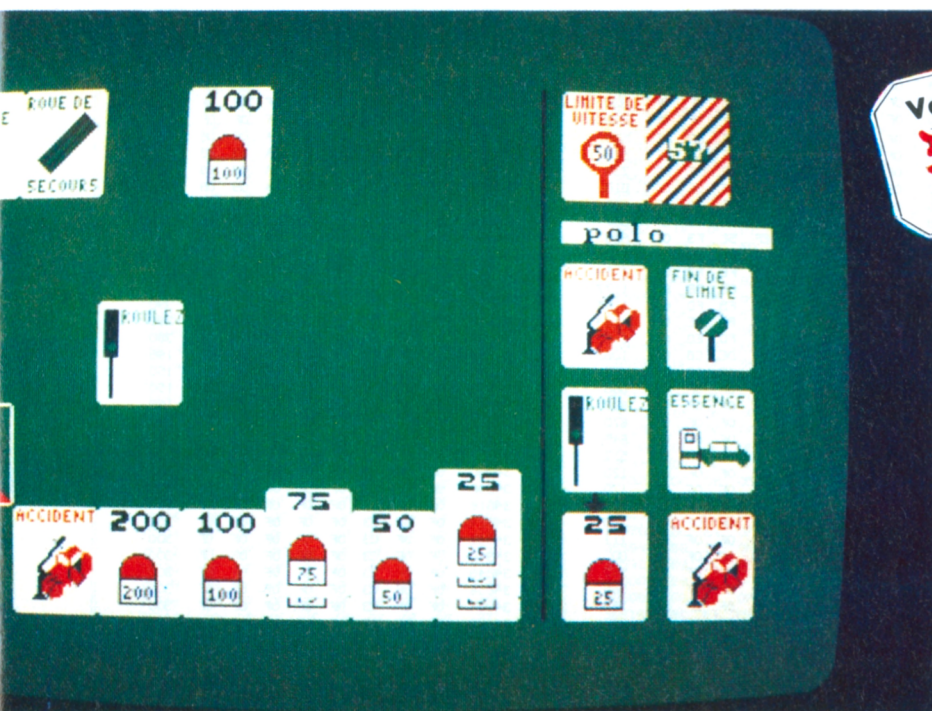 ROUE DE
SECOURS
100
100
LIMITE DE
VITESSE
50
57
polo
ROULEZ
ACCIDENT
FIN DE
LIMITE
ROULEZ
ESSENCE
ACCIDENT
200
200
100
100
75
75
50
50
25
25
25
25
ACCIDENT